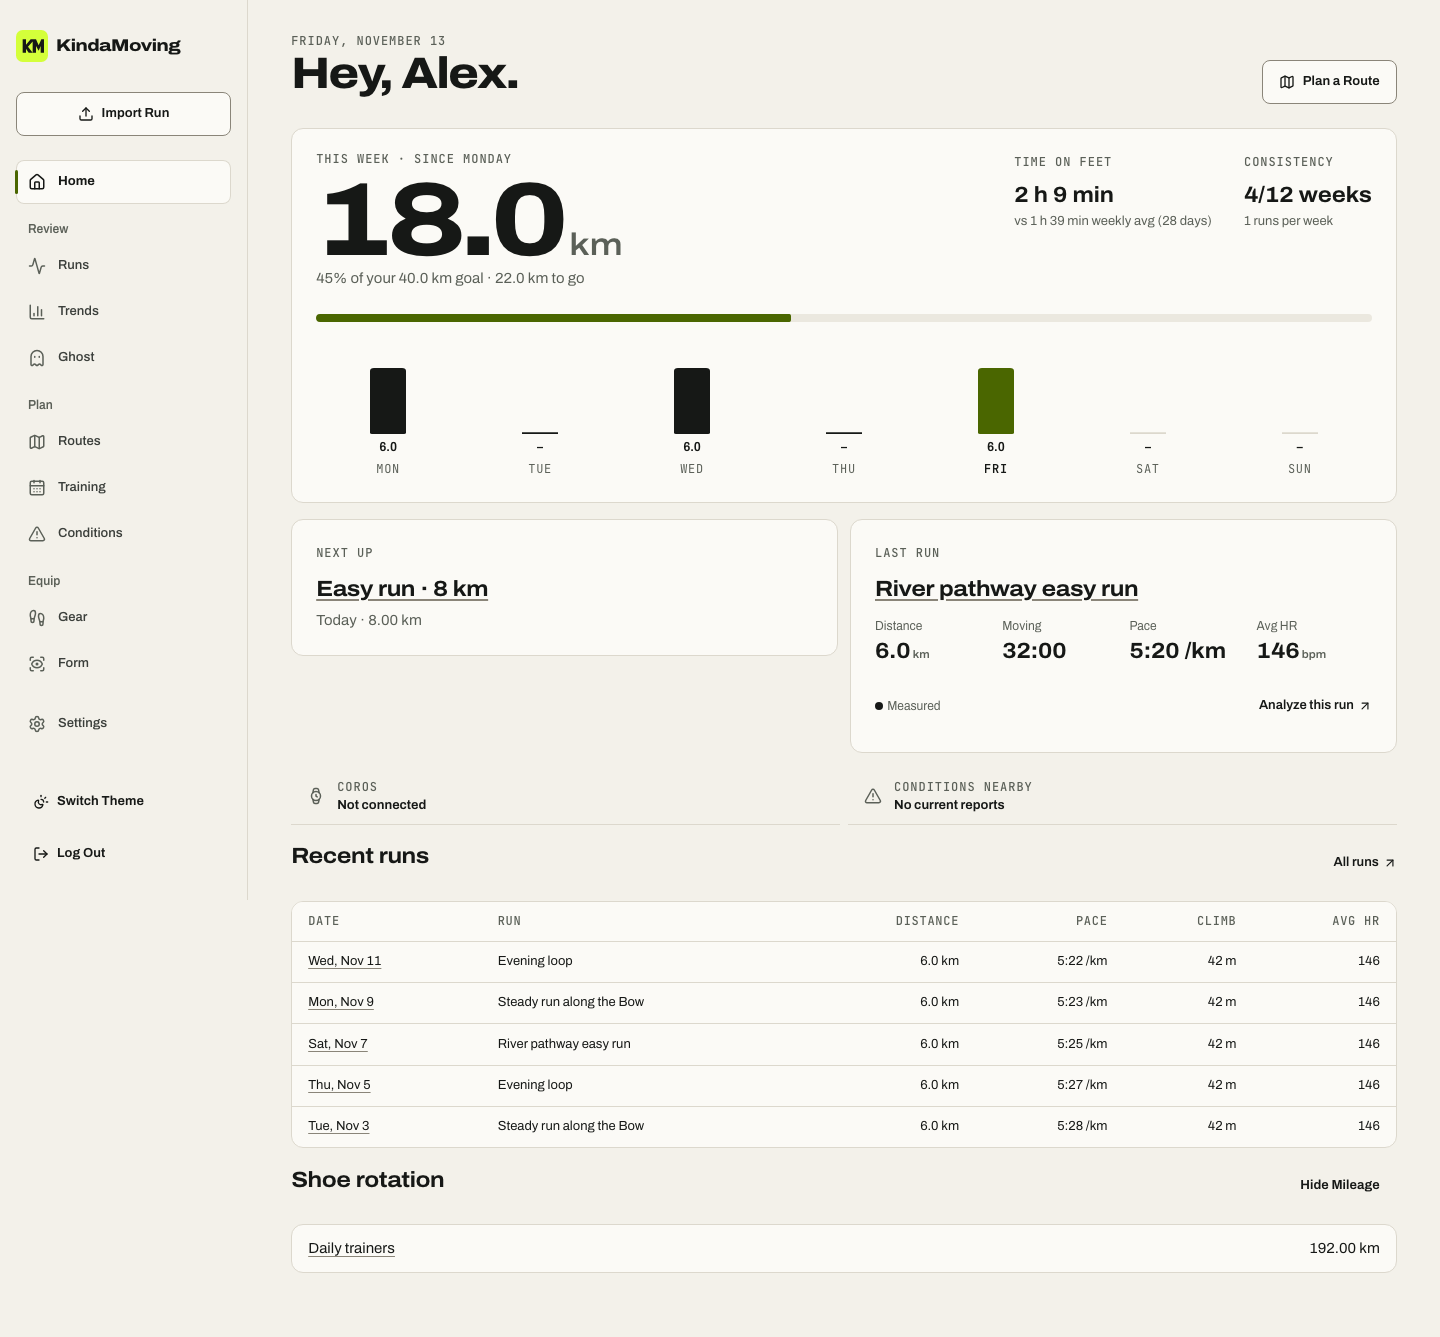 KM KindaMoving
Import Run
Home
Review
Runs
Trends
Ghost
Plan
Routes
Training
Conditions
Equip
Gear
Form
Settings
Switch Theme
Log Out
FRIDAY, NOVEMBER 13
Hey, Alex.
Plan a Route
THIS WEEK · SINCE MONDAY
18.0 km
45% of your 40.0 km goal · 22.0 km to go
TIME ON FEET
2 h 9 min
vs 1 h 39 min weekly avg (28 days)
CONSISTENCY
4/12 weeks
1 runs per week
6.0 – 6.0 – 6.0 – –
MON TUE WED THU FRI SAT SUN
NEXT UP
Easy run · 8 km
Today · 8.00 km
LAST RUN
River pathway easy run
Distance Moving Pace Avg HR
6.0 km 32:00 5:20 /km 146 bpm
Measured
Analyze this run
COROS
Not connected
CONDITIONS NEARBY
No current reports
Recent runs
All runs
DATE RUN DISTANCE PACE CLIMB AVG HR
Wed, Nov 11 Evening loop 6.0 km 5:22 /km 42 m 146
Mon, Nov 9 Steady run along the Bow 6.0 km 5:23 /km 42 m 146
Sat, Nov 7 River pathway easy run 6.0 km 5:25 /km 42 m 146
Thu, Nov 5 Evening loop 6.0 km 5:27 /km 42 m 146
Tue, Nov 3 Steady run along the Bow 6.0 km 5:28 /km 42 m 146
Shoe rotation
Hide Mileage
Daily trainers 192.00 km